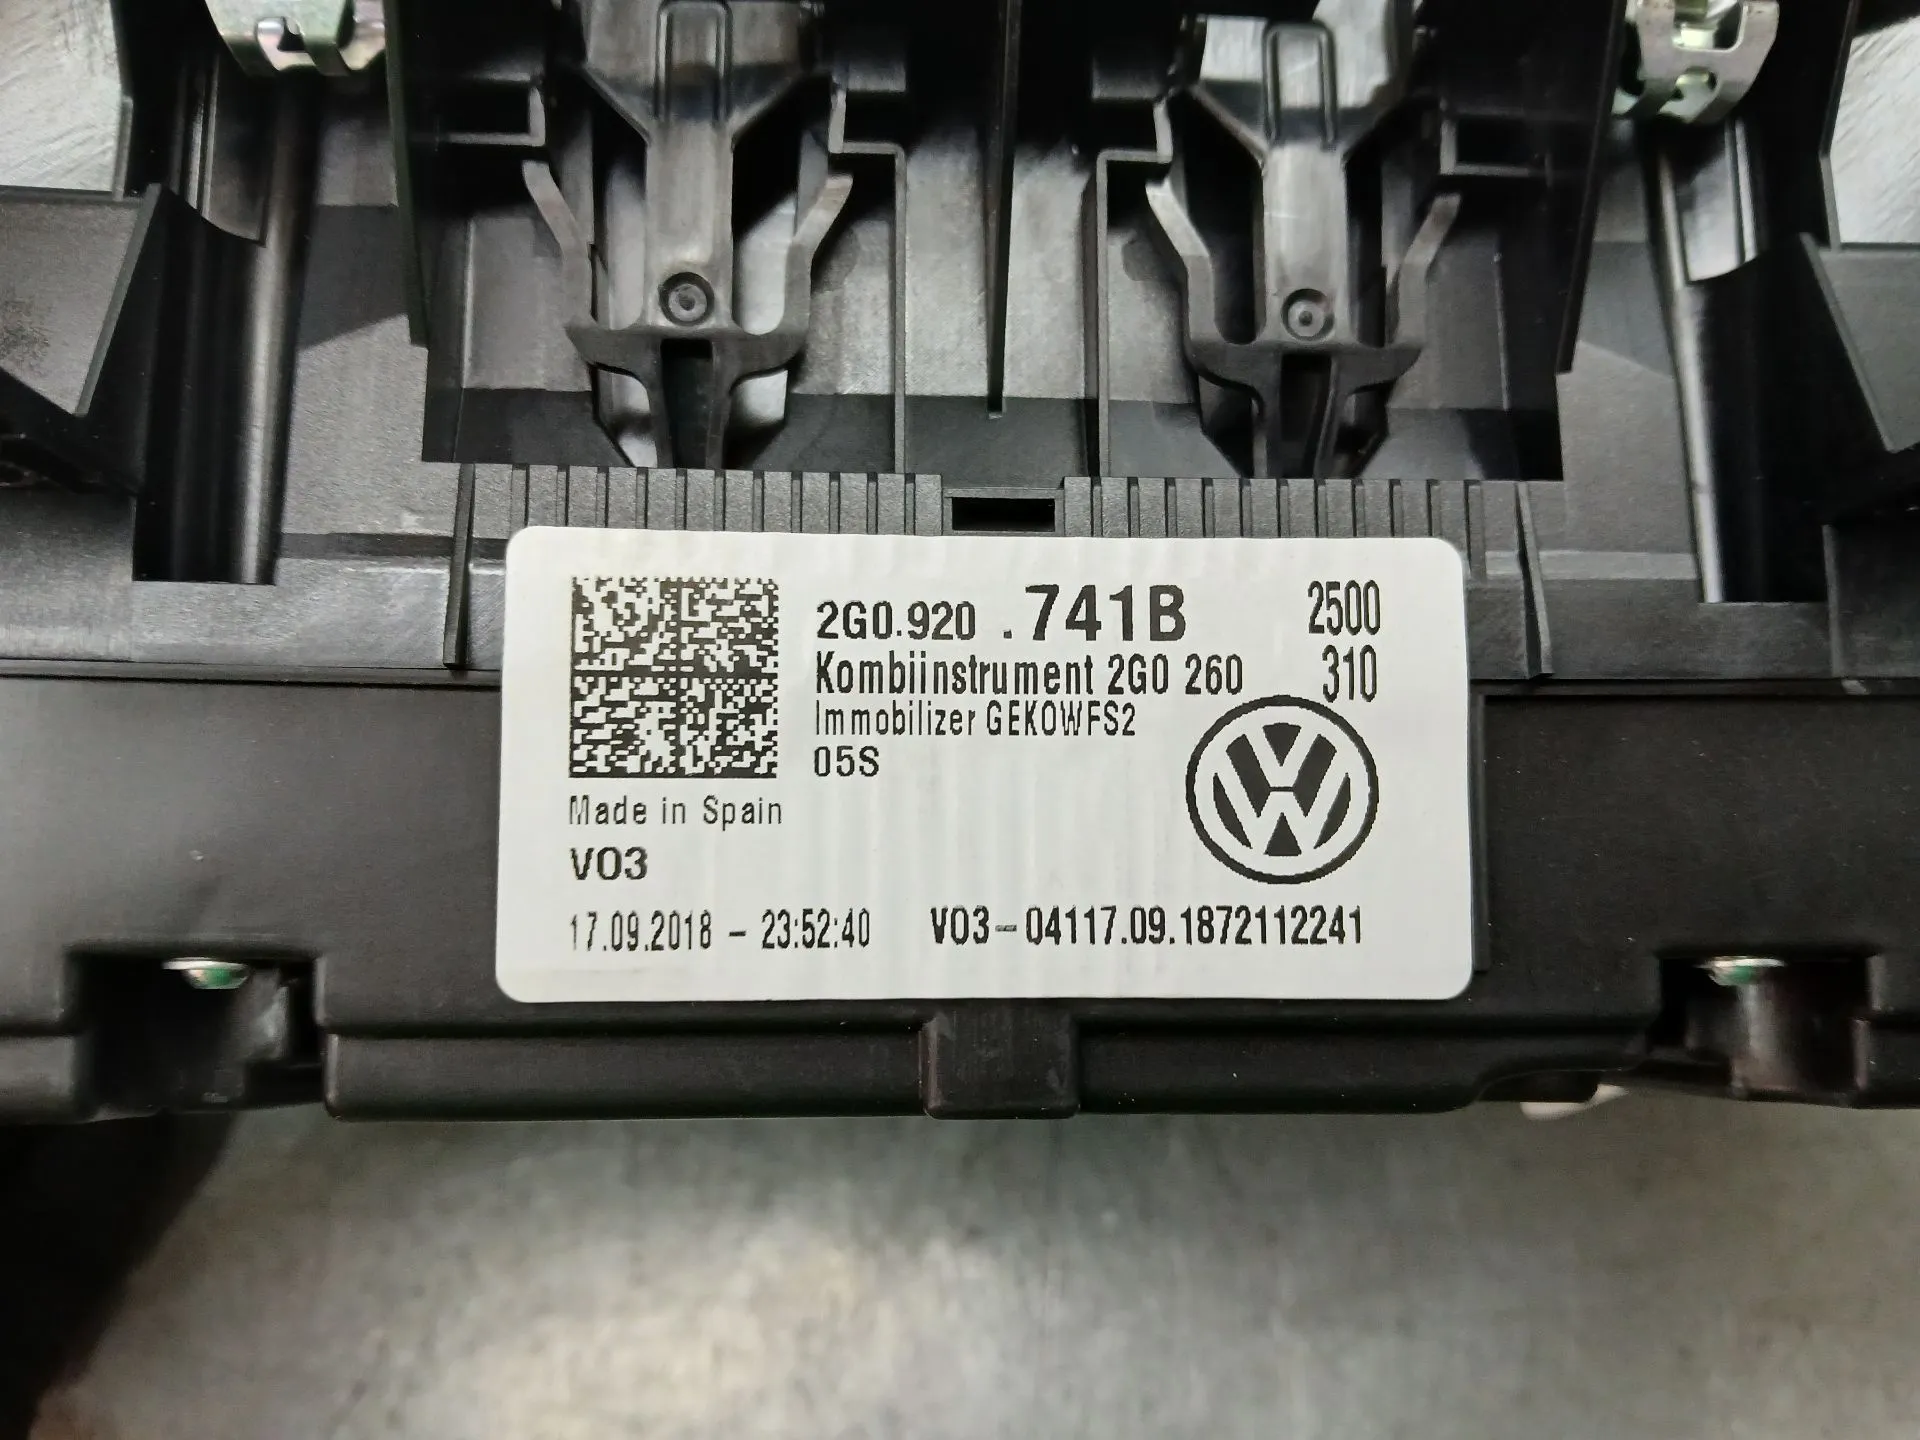 2G0.920 .741B 2500
Kombiinstrument 2G0 260 310
Immobilizer GEKOWFS2
05S
Made in Spain
V03
17.09.2018 - 23:52:40 V03-04117.09.1872112241